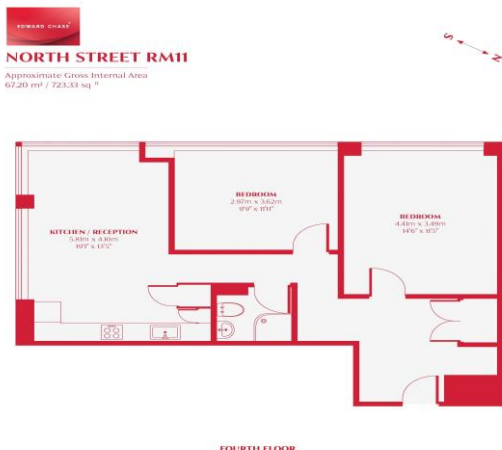 EDWARD CHASE
NORTH STREET RM11
Approximate Gross Internal Area
67.20 m² / 723.33 sq ft
S
N
BEDROOM
2.97m x 3.62m
9'9" x 11'11"
BEDROOM
4.41m x 3.49m
14'6" x 11'5"
KITCHEN / RECEPTION
5.81m x 4.10m
19'1" x 13'5"
FOURTH FLOOR